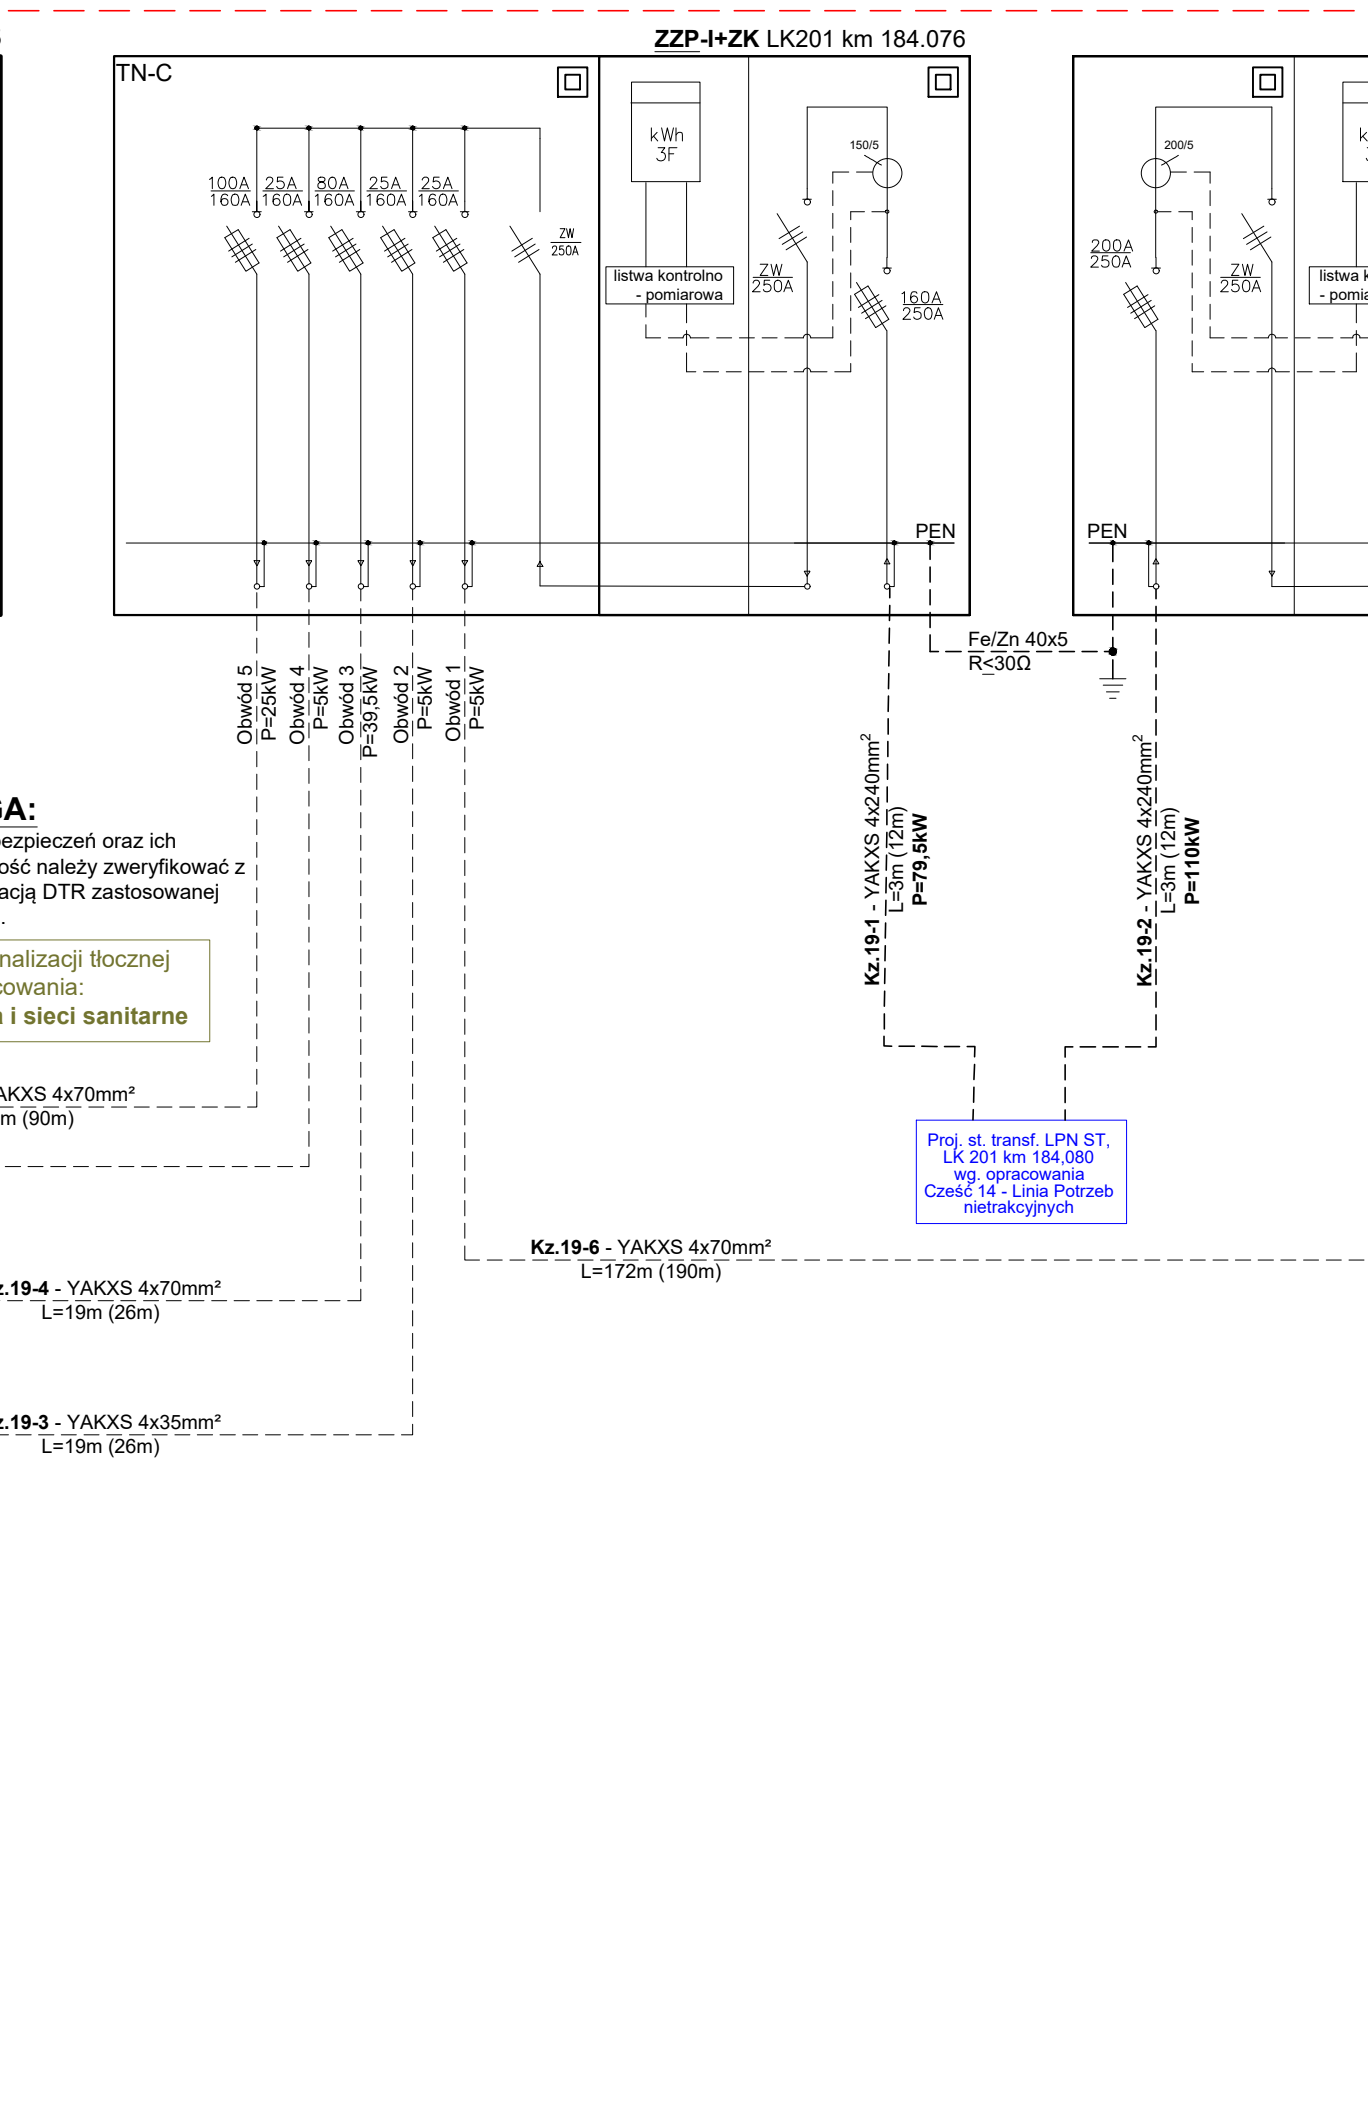 ZZP-I+ZK LK201 km 184.076
TN-C
kWh
3F
150/5
200/5
100A
160A
25A
160A
80A
160A
25A
160A
25A
160A
ZW
250A
listwa kontrolno
- pomiarowa
ZW
250A
160A
250A
200A
250A
ZW
250A
listwa
PEN
PEN
Fe/Zn 40x5
R≤30Ω
Obwód 5
P=25kW
Obwód 4
P=5kW
Obwód 3
P=39,5kW
Obwód 2
P=5kW
Obwód 1
P=5kW
Kz.19-1 - YAKXS 4x240mm²
L=3m (12m)
P=79,5kW
Kz.19-2 - YAKXS 4x240mm²
L=3m (12m)
P=110kW
GA:
ezpieczeń oraz ich
ość należy zweryfikować z
acją DTR zastosowanej
.
nalizacji tłocznej
cowania:
i sieci sanitarne
AKXS 4x70mm²
m (90m)
Proj. st. transf. LPN ST,
LK 201 km 184,080
wg. opracowania
Cześć 14 - Linia Potrzeb
nietrakcyjnych
Kz.19-6 - YAKXS 4x70mm²
L=172m (190m)
z.19-4 - YAKXS 4x70mm²
L=19m (26m)
z.19-3 - YAKXS 4x35mm²
L=19m (26m)